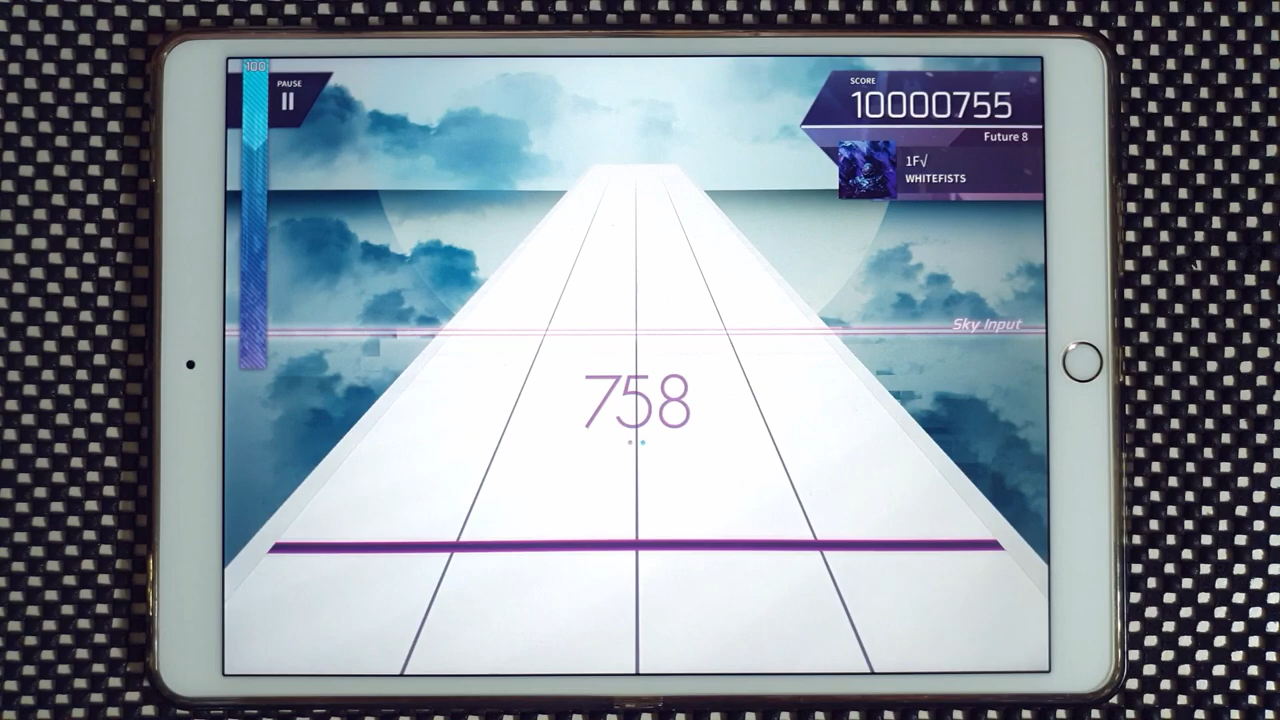 100
PAUSE
SCORE
10000755
Future 8
1F√
WHITEFISTS
Sky Input
758